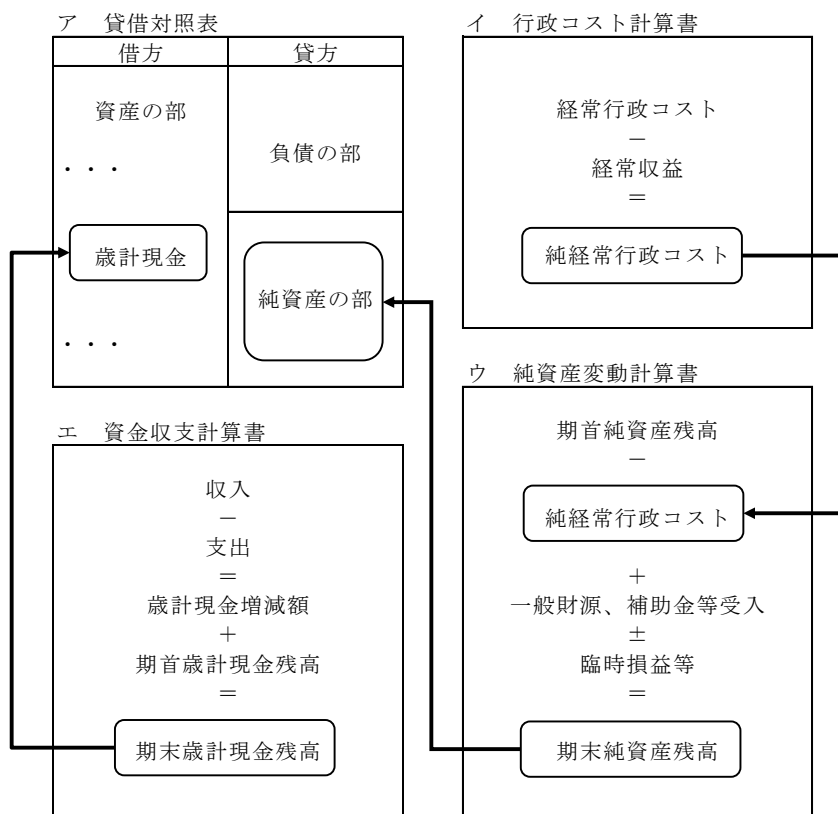 ア 貸借対照表
借方
貸方
資産の部
・・・
歳計現金
・・・
負債の部
純資産の部
イ 行政コスト計算書
経常行政コスト
－
経常収益
＝
純経常行政コスト
ウ 純資産変動計算書
期首純資産残高
－
純経常行政コスト
＋
一般財源、補助金等受入
±
臨時損益等
＝
期末純資産残高
エ 資金収支計算書
収入
－
支出
＝
歳計現金増減額
＋
期首歳計現金残高
＝
期末歳計現金残高